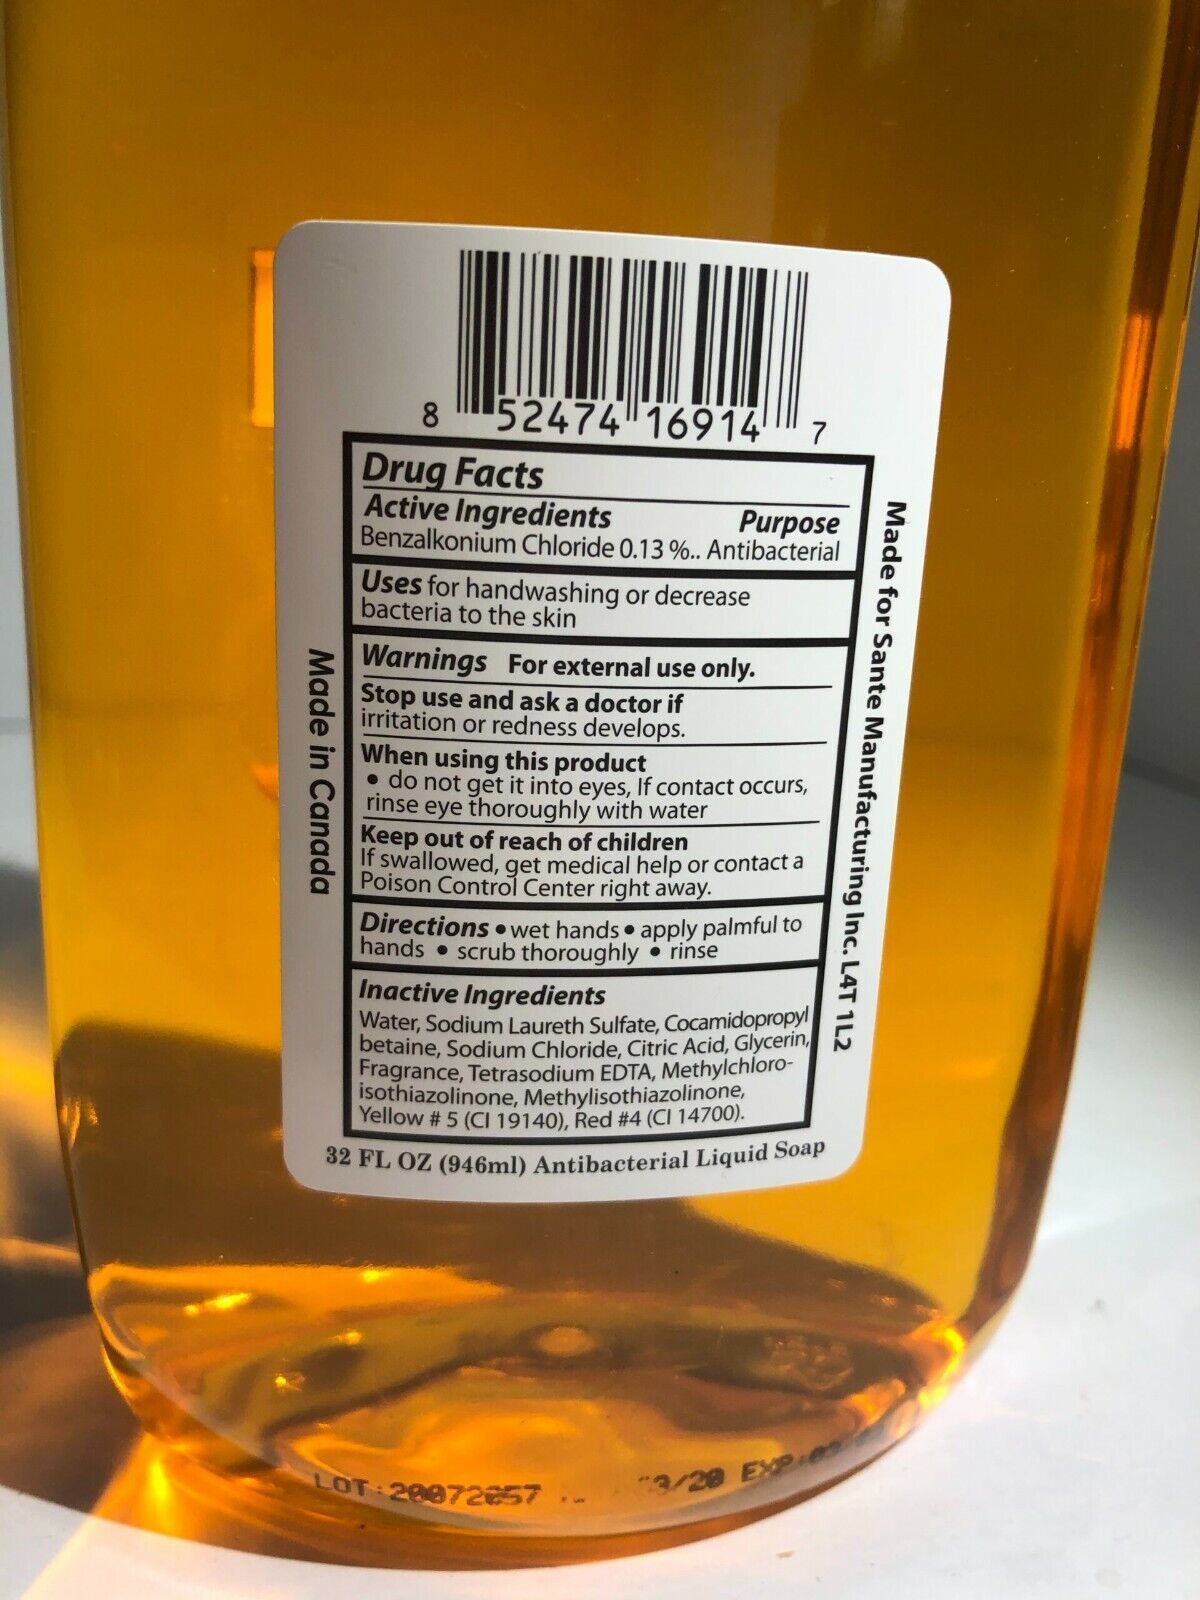 8 52474 16914 7
Drug Facts
Active Ingredients Purpose
Benzalkonium Chloride 0.13 %.. Antibacterial
Uses for handwashing or decrease
bacteria to the skin
Warnings For external use only.
Stop use and ask a doctor if
irritation or redness develops.
When using this product
• do not get it into eyes, If contact occurs,
rinse eye thoroughly with water
Keep out of reach of children
If swallowed, get medical help or contact a
Poison Control Center right away.
Directions • wet hands • apply palmful to
hands • scrub thoroughly • rinse
Inactive Ingredients
Water, Sodium Laureth Sulfate, Cocamidopropyl
betaine, Sodium Chloride, Citric Acid, Glycerin,
Fragrance, Tetrasodium EDTA, Methylchloro-
isothiazolinone, Methylisothiazolinone,
Yellow # 5 (CI 19140), Red #4 (CI 14700).
32 FL OZ (946ml) Antibacterial Liquid Soap
Made in Canada
Made for Sante Manufacturing Inc. L4T 1L2
LOT: EXP: